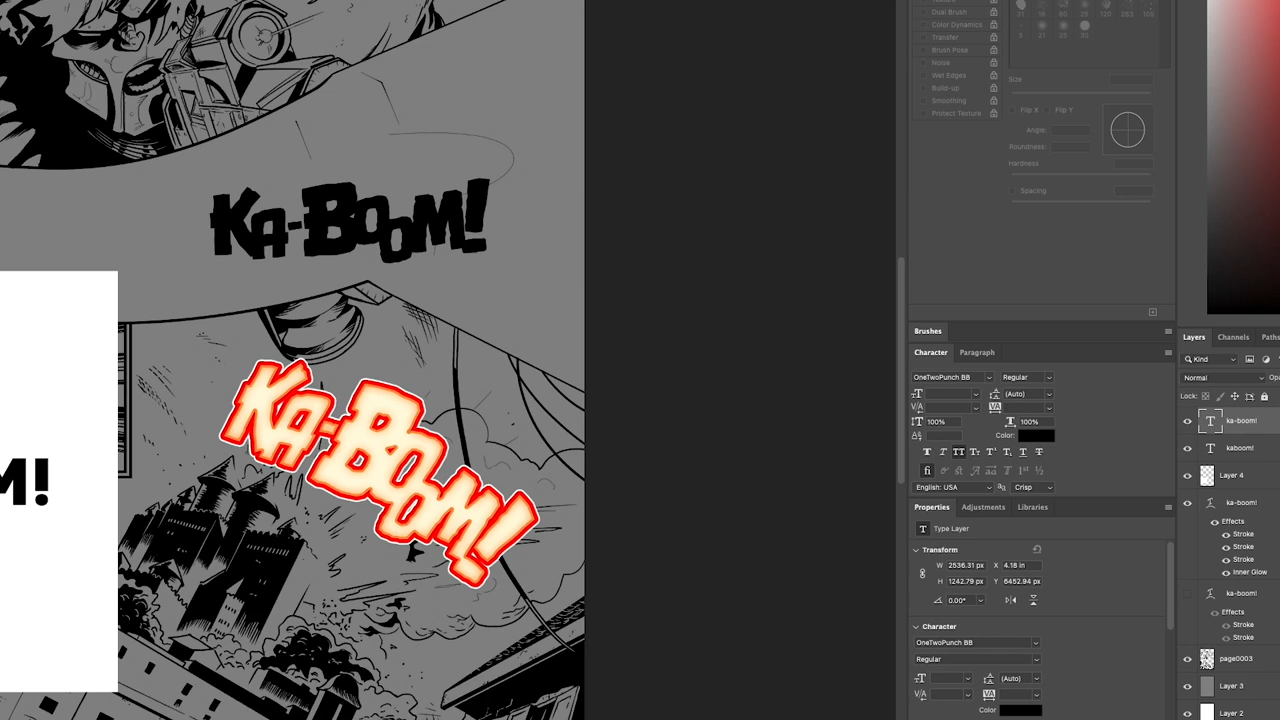 KA-BOOM!
M!
KA-BOOM!
Texture
Dual Brush
Color Dynamics
Transfer
Brush Pose
Noise
Wet Edges
Build-up
Smoothing
Protect Texture
Size
Flip X
Flip Y
Angle:
Roundness:
Hardness
Spacing
Brushes
Character
Paragraph
OneTwoPunch BB
Regular
(Auto)
100%
100%
Color:
English: USA
Crisp
Properties
Adjustments
Libraries
Type Layer
Transform
W 2536.31 px
X 4.18 in
H 1242.79 px
Y 6452.94 px
0.00°
Character
OneTwoPunch BB
Regular
(Auto)
Color
Layers
Channels
Paths
Kind
Normal
Lock:
ka-boom!
kaboom!
Layer 4
ka-boom!
Effects
Stroke
Stroke
Stroke
Inner Glow
ka-boom!
Effects
Stroke
Stroke
page0003
Layer 3
Layer 2